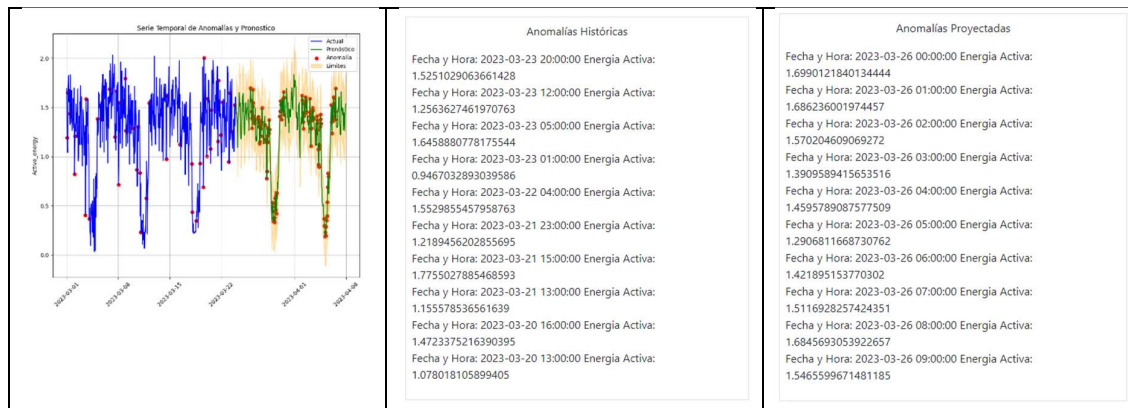 Serie Temporal de Anomalías y Pronostico
Actual
Pronóstico
Anomalía
Límites
Active_energy
2.0
1.5
1.0
0.5
0.0
2023-03-01
2023-03-08
2023-03-15
2023-03-22
2023-04-01
2023-04-08
Anomalías Históricas
Fecha y Hora: 2023-03-23 20:00:00 Energia Activa:
1.5251029063661428
Fecha y Hora: 2023-03-23 12:00:00 Energia Activa:
1.2563627461970763
Fecha y Hora: 2023-03-23 05:00:00 Energia Activa:
1.6458880778175544
Fecha y Hora: 2023-03-23 01:00:00 Energia Activa:
0.9467032893039586
Fecha y Hora: 2023-03-22 04:00:00 Energia Activa:
1.5529855457958763
Fecha y Hora: 2023-03-21 23:00:00 Energia Activa:
1.2189456202855695
Fecha y Hora: 2023-03-21 15:00:00 Energia Activa:
1.7755027885468593
Fecha y Hora: 2023-03-21 13:00:00 Energia Activa:
1.155578536561639
Fecha y Hora: 2023-03-20 16:00:00 Energia Activa:
1.4723375216390395
Fecha y Hora: 2023-03-20 13:00:00 Energia Activa:
1.078018105899405
Anomalías Proyectadas
Fecha y Hora: 2023-03-26 00:00:00 Energia Activa:
1.6990121840134444
Fecha y Hora: 2023-03-26 01:00:00 Energia Activa:
1.686236001974457
Fecha y Hora: 2023-03-26 02:00:00 Energia Activa:
1.570204609069272
Fecha y Hora: 2023-03-26 03:00:00 Energia Activa:
1.3909589415653516
Fecha y Hora: 2023-03-26 04:00:00 Energia Activa:
1.4595789087577509
Fecha y Hora: 2023-03-26 05:00:00 Energia Activa:
1.2906811668730762
Fecha y Hora: 2023-03-26 06:00:00 Energia Activa:
1.421895153770302
Fecha y Hora: 2023-03-26 07:00:00 Energia Activa:
1.5116928257424351
Fecha y Hora: 2023-03-26 08:00:00 Energia Activa:
1.6845693053922657
Fecha y Hora: 2023-03-26 09:00:00 Energia Activa:
1.5465599671481185